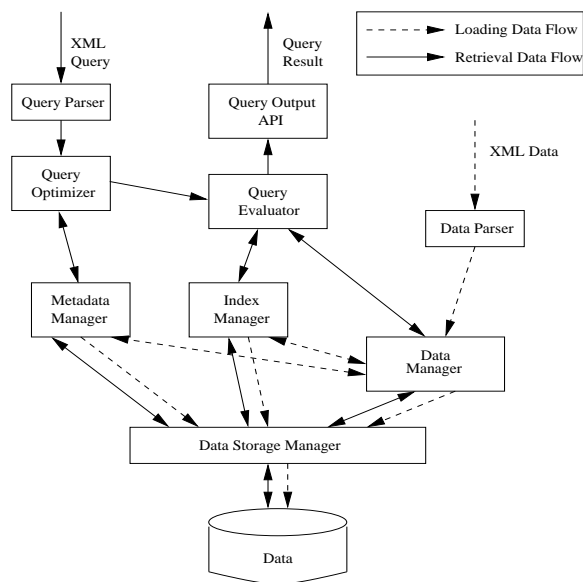 XML
Query
Query
Result
Loading Data Flow
Retrieval Data Flow
Query Parser
Query Output
API
XML Data
Query
Optimizer
Query
Evaluator
Data Parser
Metadata
Manager
Index
Manager
Data
Manager
Data Storage Manager
Data